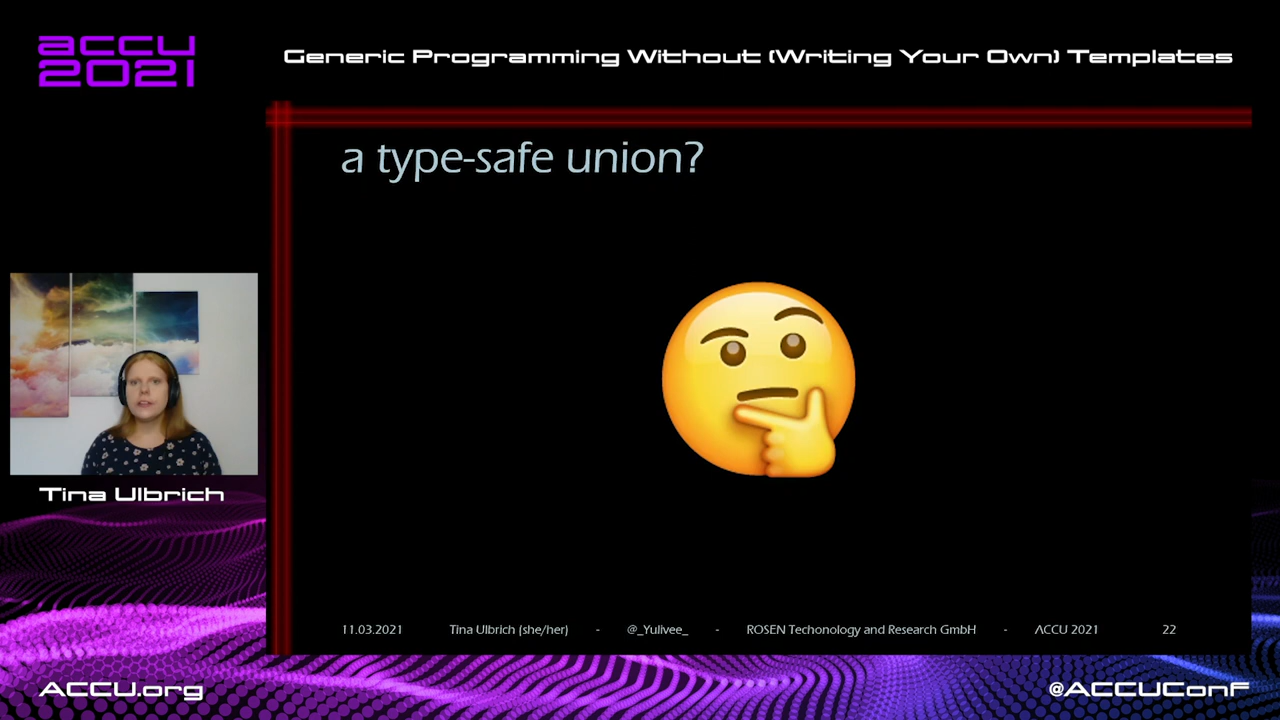 accu
2021
Generic Programming Without (Writing Your Own) Templates
a type-safe union?
Tina Ulbrich
11.03.2021 Tina Ulbrich (she/her) - @_Yulivee_ - ROSEN Techonology and Research GmbH - ACCU 2021 22
ACCU.org
@ACCUConf